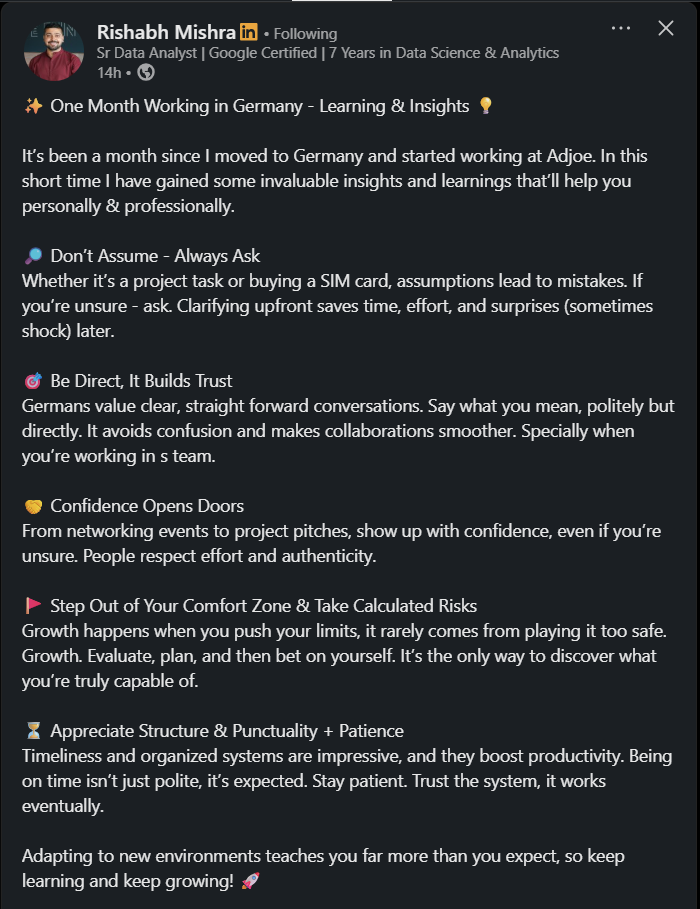 Rishabh Mishra in • Following
Sr Data Analyst | Google Certified | 7 Years in Data Science & Analytics
14h •
✨ One Month Working in Germany - Learning & Insights 💡
It’s been a month since I moved to Germany and started working at Adjoe. In this
short time I have gained some invaluable insights and learnings that’ll help you
personally & professionally.
🔎 Don’t Assume - Always Ask
Whether it’s a project task or buying a SIM card, assumptions lead to mistakes. If
you’re unsure - ask. Clarifying upfront saves time, effort, and surprises (sometimes
shock) later.
🎯 Be Direct, It Builds Trust
Germans value clear, straight forward conversations. Say what you mean, politely but
directly. It avoids confusion and makes collaborations smoother. Specially when
you’re working in s team.
🤝 Confidence Opens Doors
From networking events to project pitches, show up with confidence, even if you’re
unsure. People respect effort and authenticity.
🚩 Step Out of Your Comfort Zone & Take Calculated Risks
Growth happens when you push your limits, it rarely comes from playing it too safe.
Growth. Evaluate, plan, and then bet on yourself. It’s the only way to discover what
you’re truly capable of.
⏳ Appreciate Structure & Punctuality + Patience
Timeliness and organized systems are impressive, and they boost productivity. Being
on time isn’t just polite, it’s expected. Stay patient. Trust the system, it works
eventually.
Adapting to new environments teaches you far more than you expect, so keep
learning and keep growing! 🚀